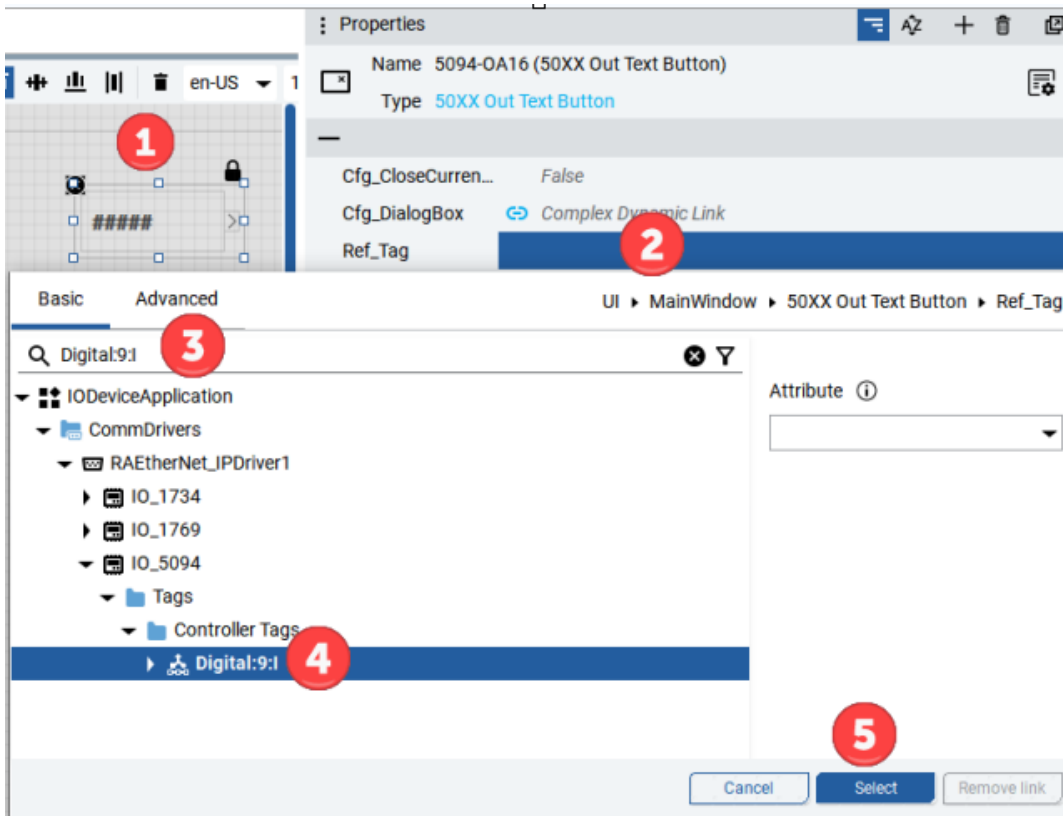 Properties
Name 5094-OA16 (50XX Out Text Button)
Type 50XX Out Text Button
en-US
1
1
#####
Cfg_CloseCurren... False
Cfg_DialogBox Complex Dynamic Link
Ref_Tag
2
Basic Advanced
UI MainWindow 50XX Out Text Button Ref_Tag
3
Digital:9:I
Attribute
IODeviceApplication
CommDrivers
RAEtherNet_IPDriver1
IO_1734
IO_1769
IO_5094
Tags
Controller Tags
Digital:9:I
4
5
Cancel Select Remove link